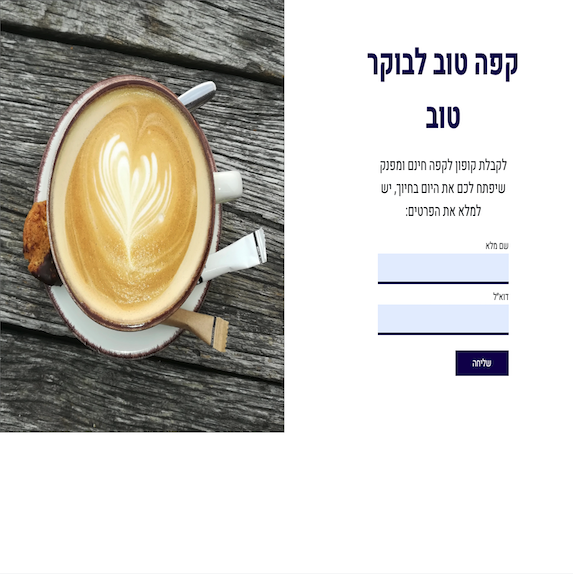 קפה טוב לבוקר
טוב
לקבלת קופון לקפה חינם ומפנק
שיפתח לכם את היום בחיוך, יש
למלא את הפרטים:
שם מלא
דוא"ל
שליחה